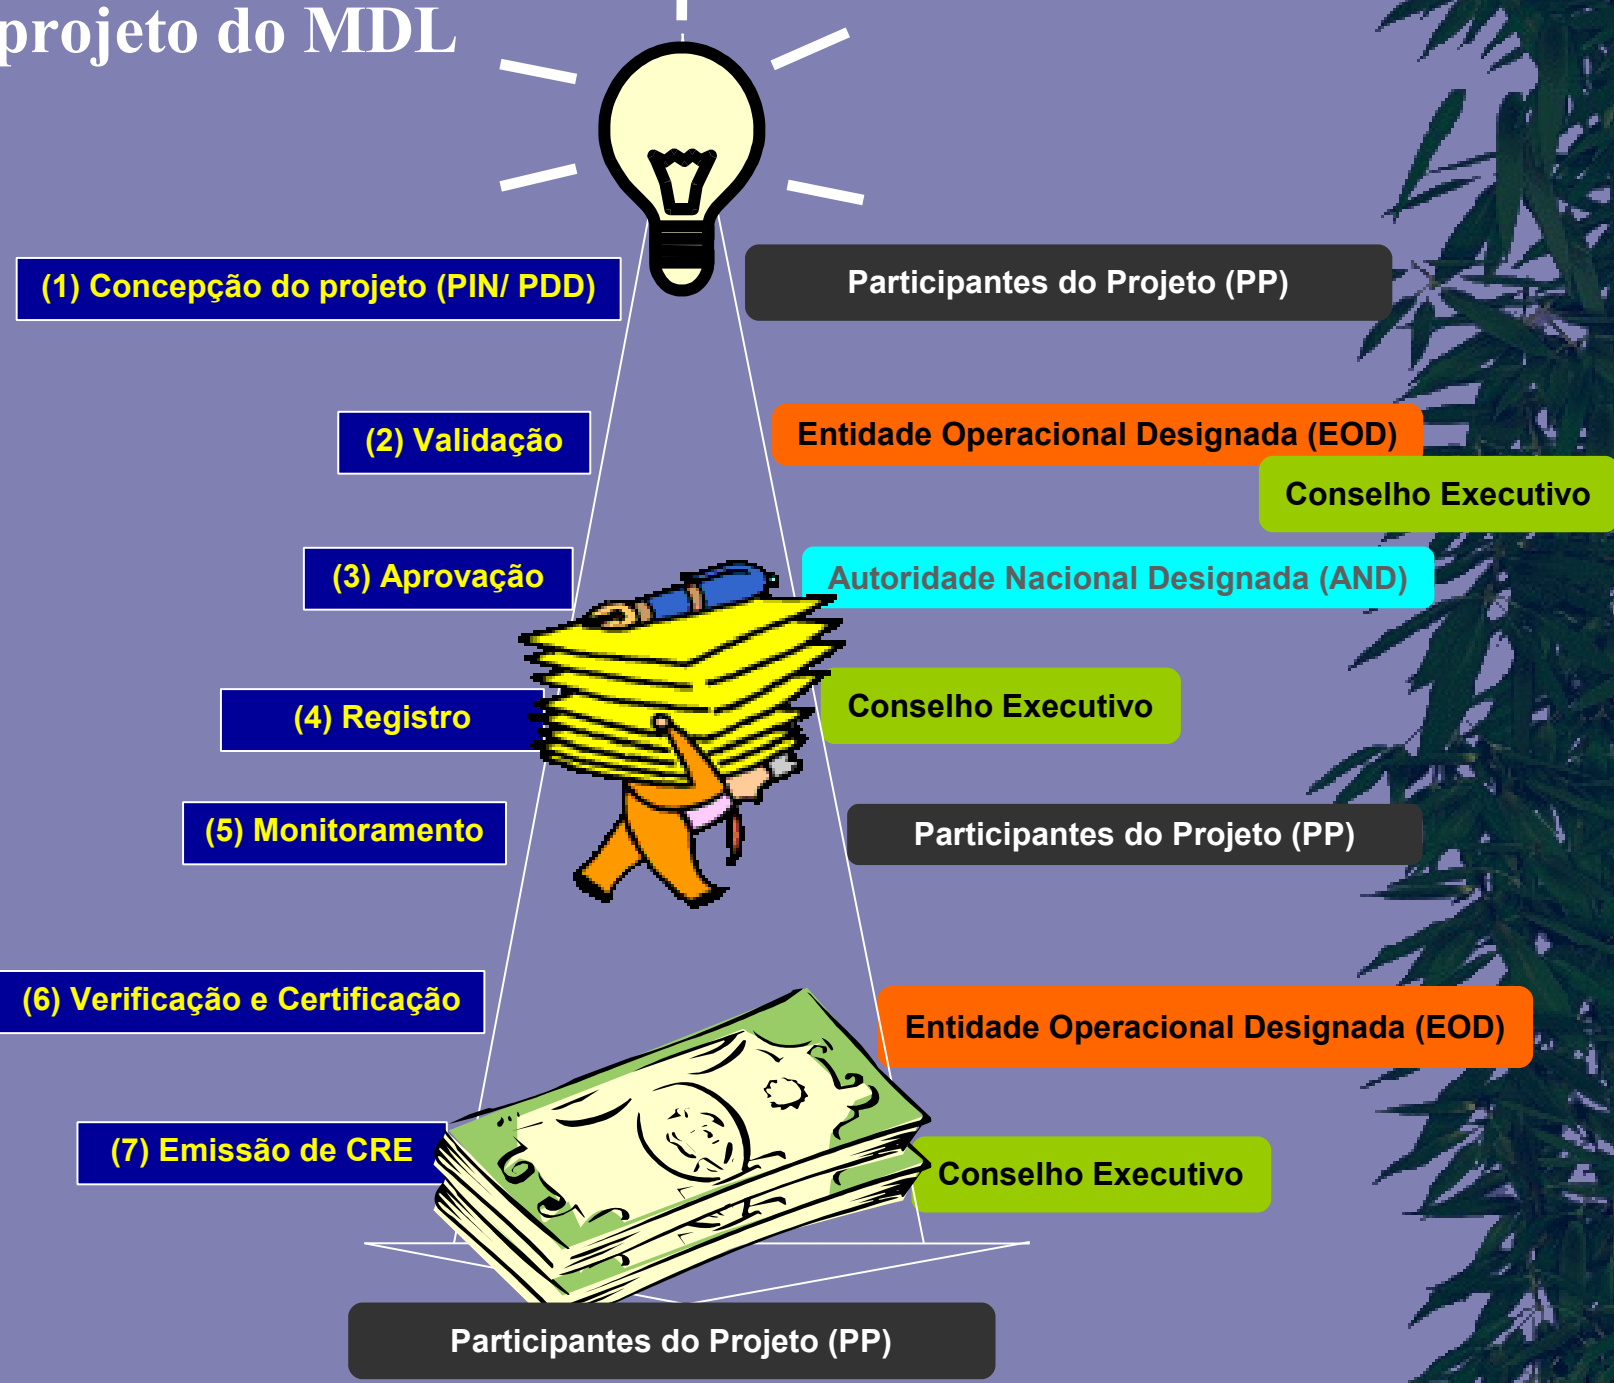 projeto do MDL
(1) Concepção do projeto (PIN/ PDD)
Participantes do Projeto (PP)
(2) Validação
Entidade Operacional Designada (EOD)
Conselho Executivo
(3) Aprovação
Autoridade Nacional Designada (AND)
(4) Registro
Conselho Executivo
(5) Monitoramento
Participantes do Projeto (PP)
(6) Verificação e Certificação
Entidade Operacional Designada (EOD)
(7) Emissão de CRE
Conselho Executivo
Participantes do Projeto (PP)